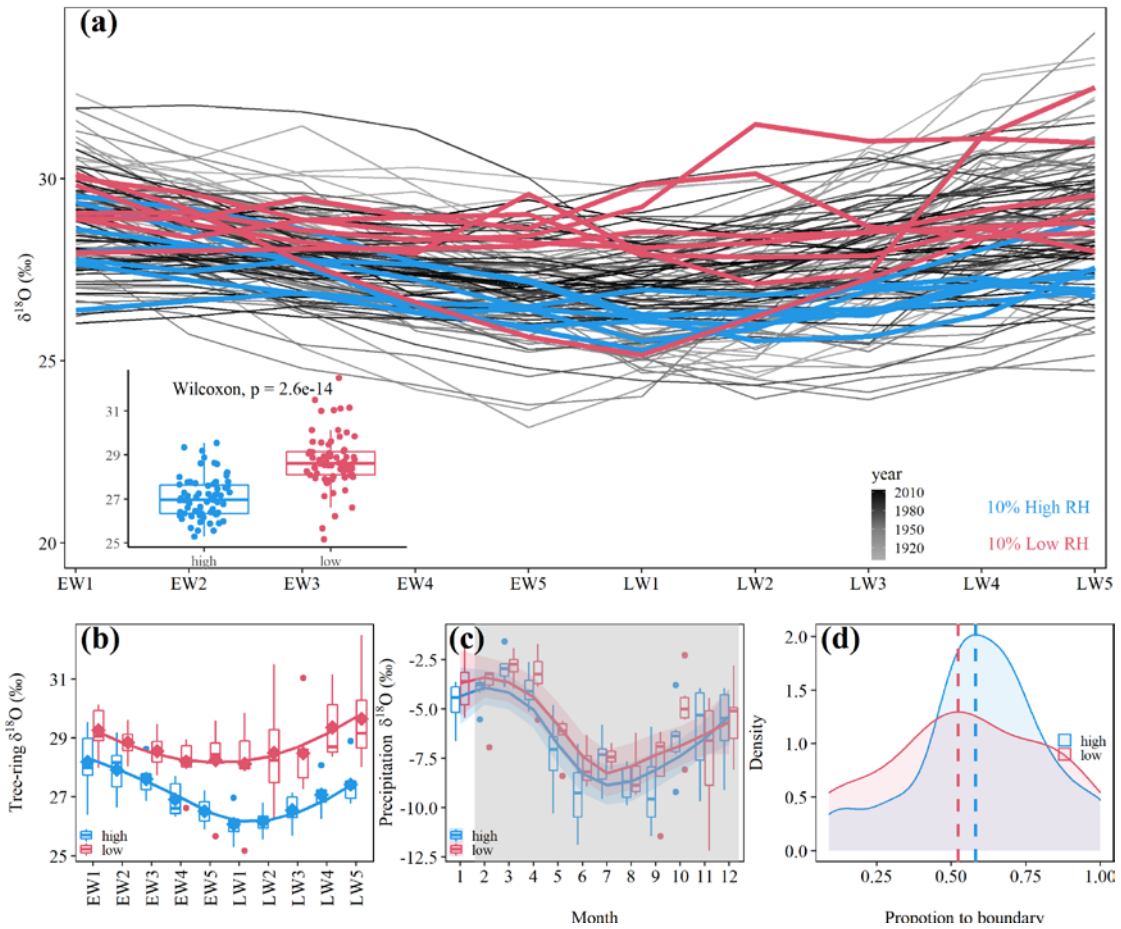 (a)
δ18O (‰)
30
25
20
Wilcoxon, p = 2.6e-14
31
29
27
25
high
low
year
2010
1980
1950
1920
10% High RH
10% Low RH
EW1 EW2 EW3 EW4 EW5 LW1 LW2 LW3 LW4 LW5
(b)
Tree-ring δ18O (‰)
31
29
27
25
high
low
EW1 EW2 EW3 EW4 EW5 LW1 LW2 LW3 LW4 LW5
(c)
Precipitation δ18O (‰)
-2.5
-5.0
-7.5
-10.0
-12.5
high
low
1 2 3 4 5 6 7 8 9 10 11 12
Month
(d)
Density
2.0
1.5
1.0
0.5
0.0
high
low
0.25 0.50 0.75 1.00
Propotion to boundary